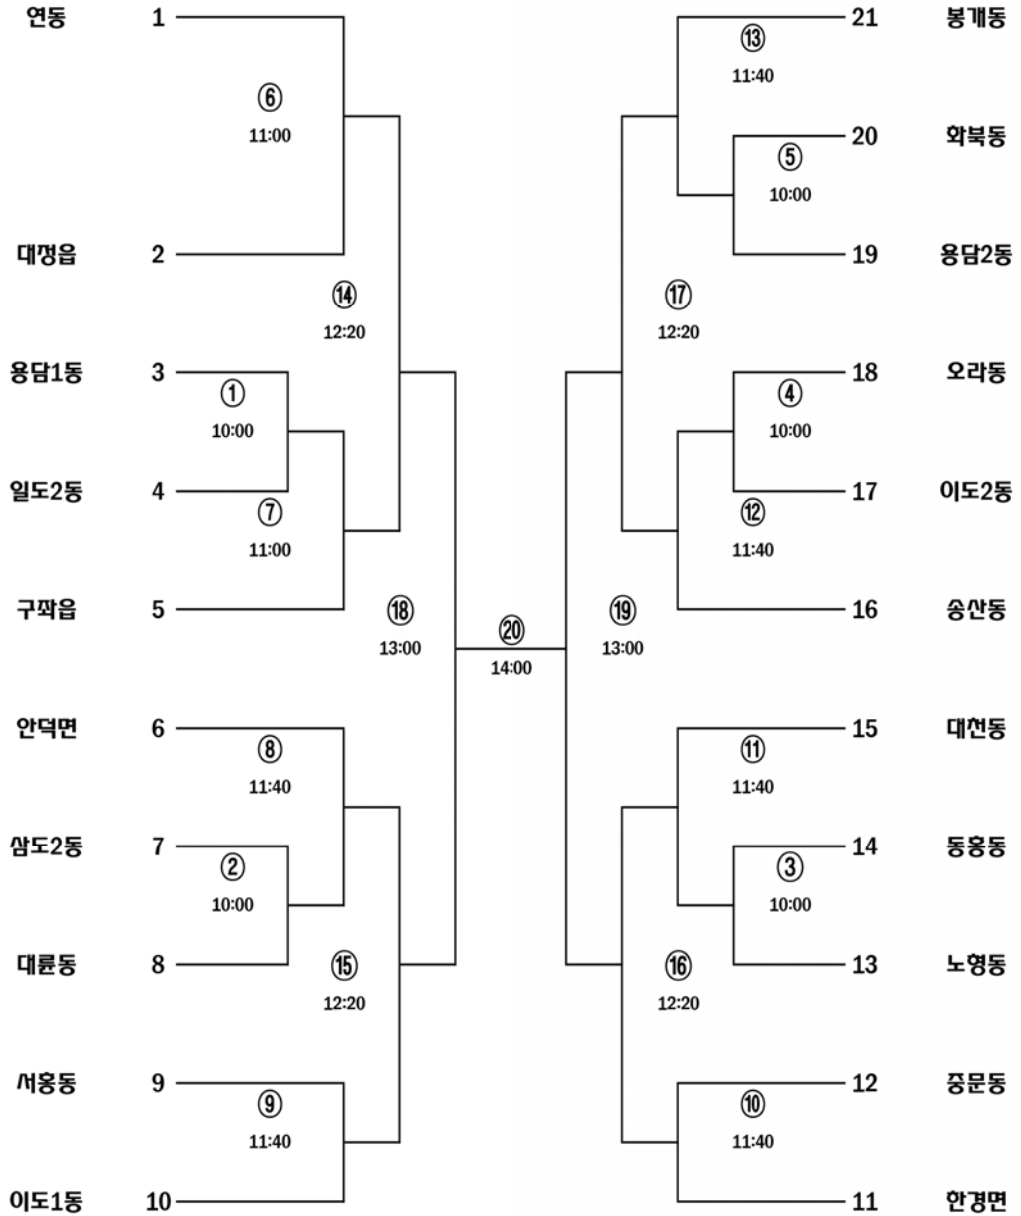 연동 1 21 봉개동
⑬
11:40
⑥
11:00
20 화북동
⑤
10:00
대정읍 2 19 용담2동
⑭ ⑰
12:20 12:20
용담1동 3 18 오라동
① ④
10:00 10:00
일도2동 4 17 이도2동
⑦ ⑫
11:00 11:40
구좌읍 5 16 송산동
⑱ ⑲
13:00 13:00
⑳
14:00
안덕면 6 15 대천동
⑧ ⑪
11:40 11:40
삼도2동 7 14 동홍동
② ③
10:00 10:00
대륜동 8 13 노형동
⑮ ⑯
12:20 12:20
서홍동 9 12 중문동
⑨ ⑩
11:40 11:40
이도1동 10 11 한경면